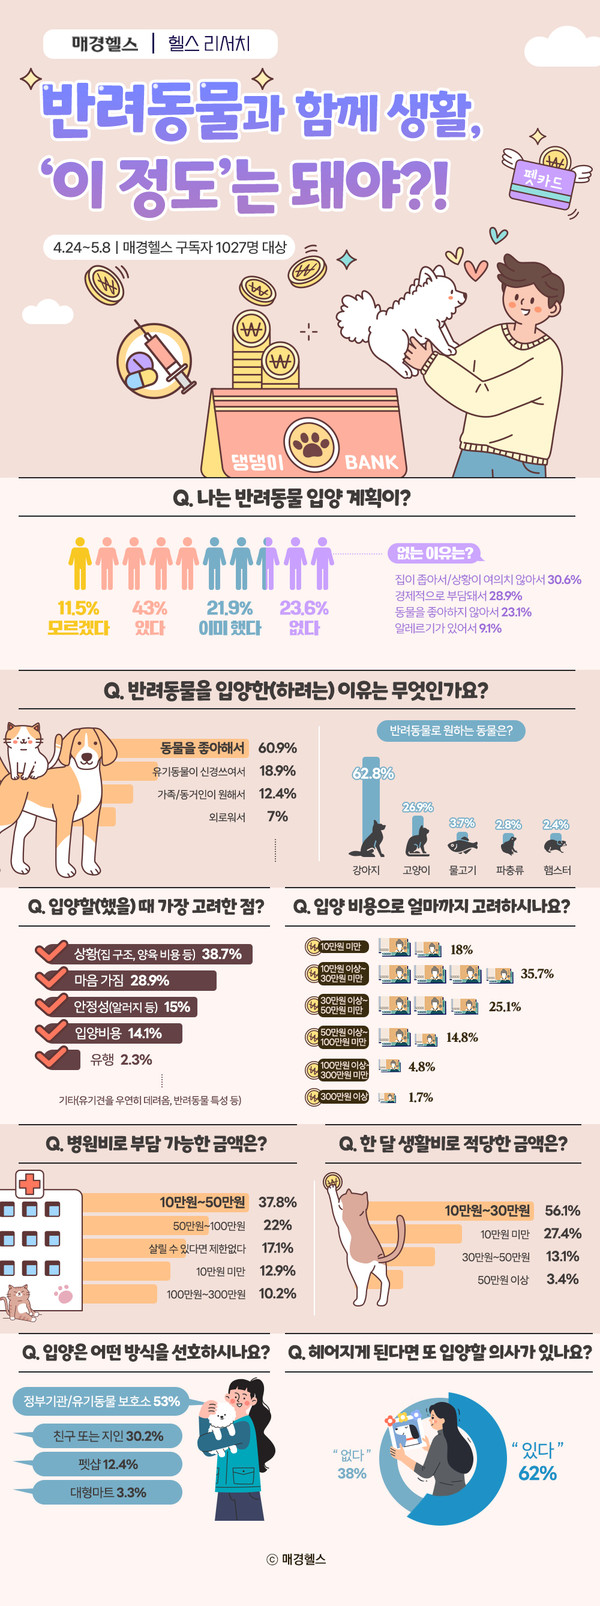 매경헬스 | 헬스 리서치
반려동물과 함께 생활,
‘이 정도’는 돼야?!
펫카드
4.24~5.8 | 매경헬스 구독자 1027명 대상
댕댕이 BANK
Q. 나는 반려동물 입양 계획이?
11.5%
모르겠다
43%
있다
21.9%
이미 했다
23.6%
없다
없는 이유는?
집이 좁아서/상황이 여의치 않아서 30.6%
경제적으로 부담돼서 28.9%
동물을 좋아하지 않아서 23.1%
알레르기가 있어서 9.1%
Q. 반려동물을 입양한(하려는) 이유는 무엇인가요?
동물을 좋아해서 60.9%
유기동물이 신경쓰여서 18.9%
가족/동거인이 원해서 12.4%
외로워서 7%
반려동물로 원하는 동물은?
62.8%
26.9%
3.7%
2.8%
2.4%
강아지
고양이
물고기
파충류
햄스터
Q. 입양할(했을) 때 가장 고려한 점?
상황(집 구조, 양육 비용 등) 38.7%
마음 가짐 28.9%
안정성(알러지 등) 15%
입양비용 14.1%
유행 2.3%
기타(유기견을 우연히 데려옴, 반려동물 특성 등)
Q. 입양 비용으로 얼마까지 고려하시나요?
10만원 미만 18%
10만원 이상~
30만원 미만 35.7%
30만원 이상~
50만원 미만 25.1%
50만원 이상~
100만원 미만 14.8%
100만원 이상~
300만원 미만 4.8%
300만원 이상 1.7%
Q. 병원비로 부담 가능한 금액은?
10만원~50만원 37.8%
50만원~100만원 22%
살릴 수 있다면 제한없다 17.1%
10만원 미만 12.9%
100만원~300만원 10.2%
Q. 한 달 생활비로 적당한 금액은?
10만원~30만원 56.1%
10만원 미만 27.4%
30만원~50만원 13.1%
50만원 이상 3.4%
Q. 입양은 어떤 방식을 선호하시나요?
정부기관/유기동물 보호소 53%
친구 또는 지인 30.2%
펫샵 12.4%
대형마트 3.3%
Q. 헤어지게 된다면 또 입양할 의사가 있나요?
“없다”
38%
“있다”
62%
ⓒ 매경헬스